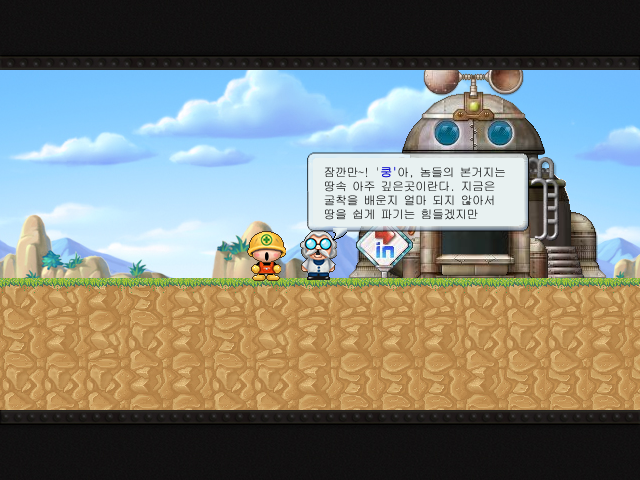 잠깐만~! '쿵'아, 놈들의 본거지는
땅속 아주 깊은곳이란다. 지금은
굴착을 배운지 얼마 되지 않아서
땅을 쉽게 파기는 힘들겠지만
in